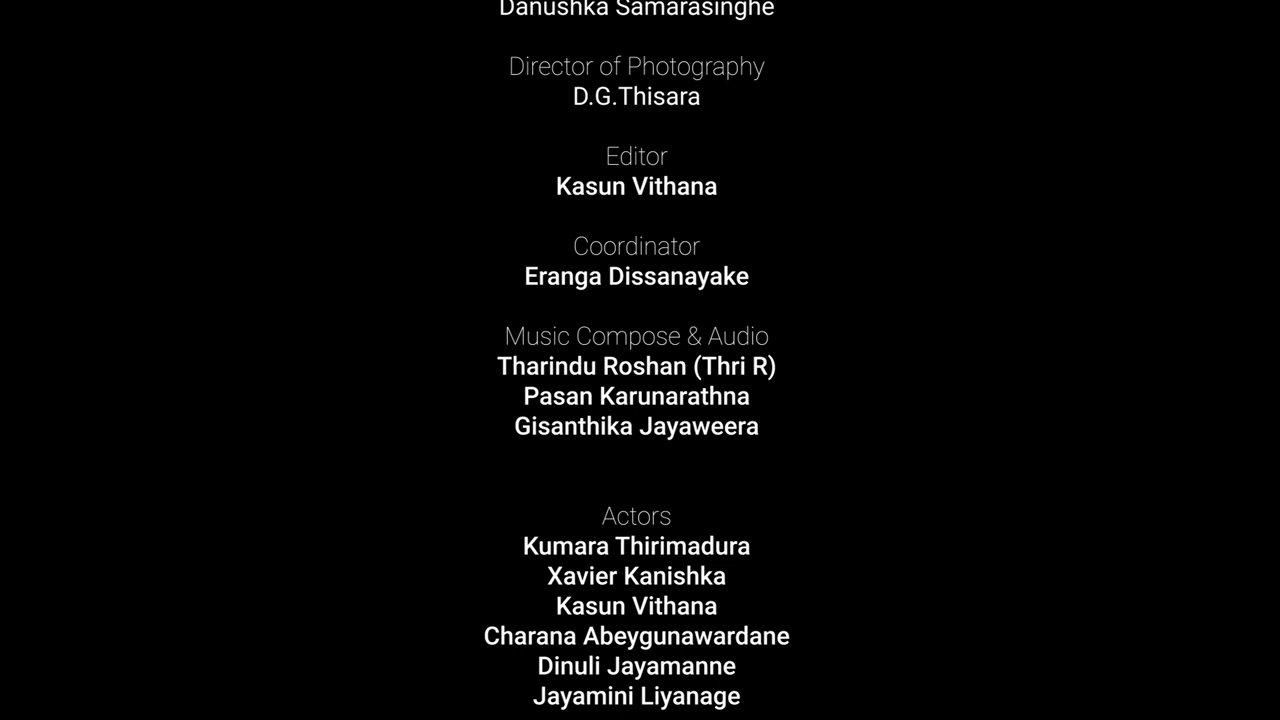 Danushka Samarasinghe
Director of Photography
D.G.Thisara
Editor
Kasun Vithana
Coordinator
Eranga Dissanayake
Music Compose & Audio
Tharindu Roshan (Thri R)
Pasan Karunarathna
Gisanthika Jayaweera
Actors
Kumara Thirimadura
Xavier Kanishka
Kasun Vithana
Charana Abeygunawardane
Dinuli Jayamanne
Jayamini Liyanage